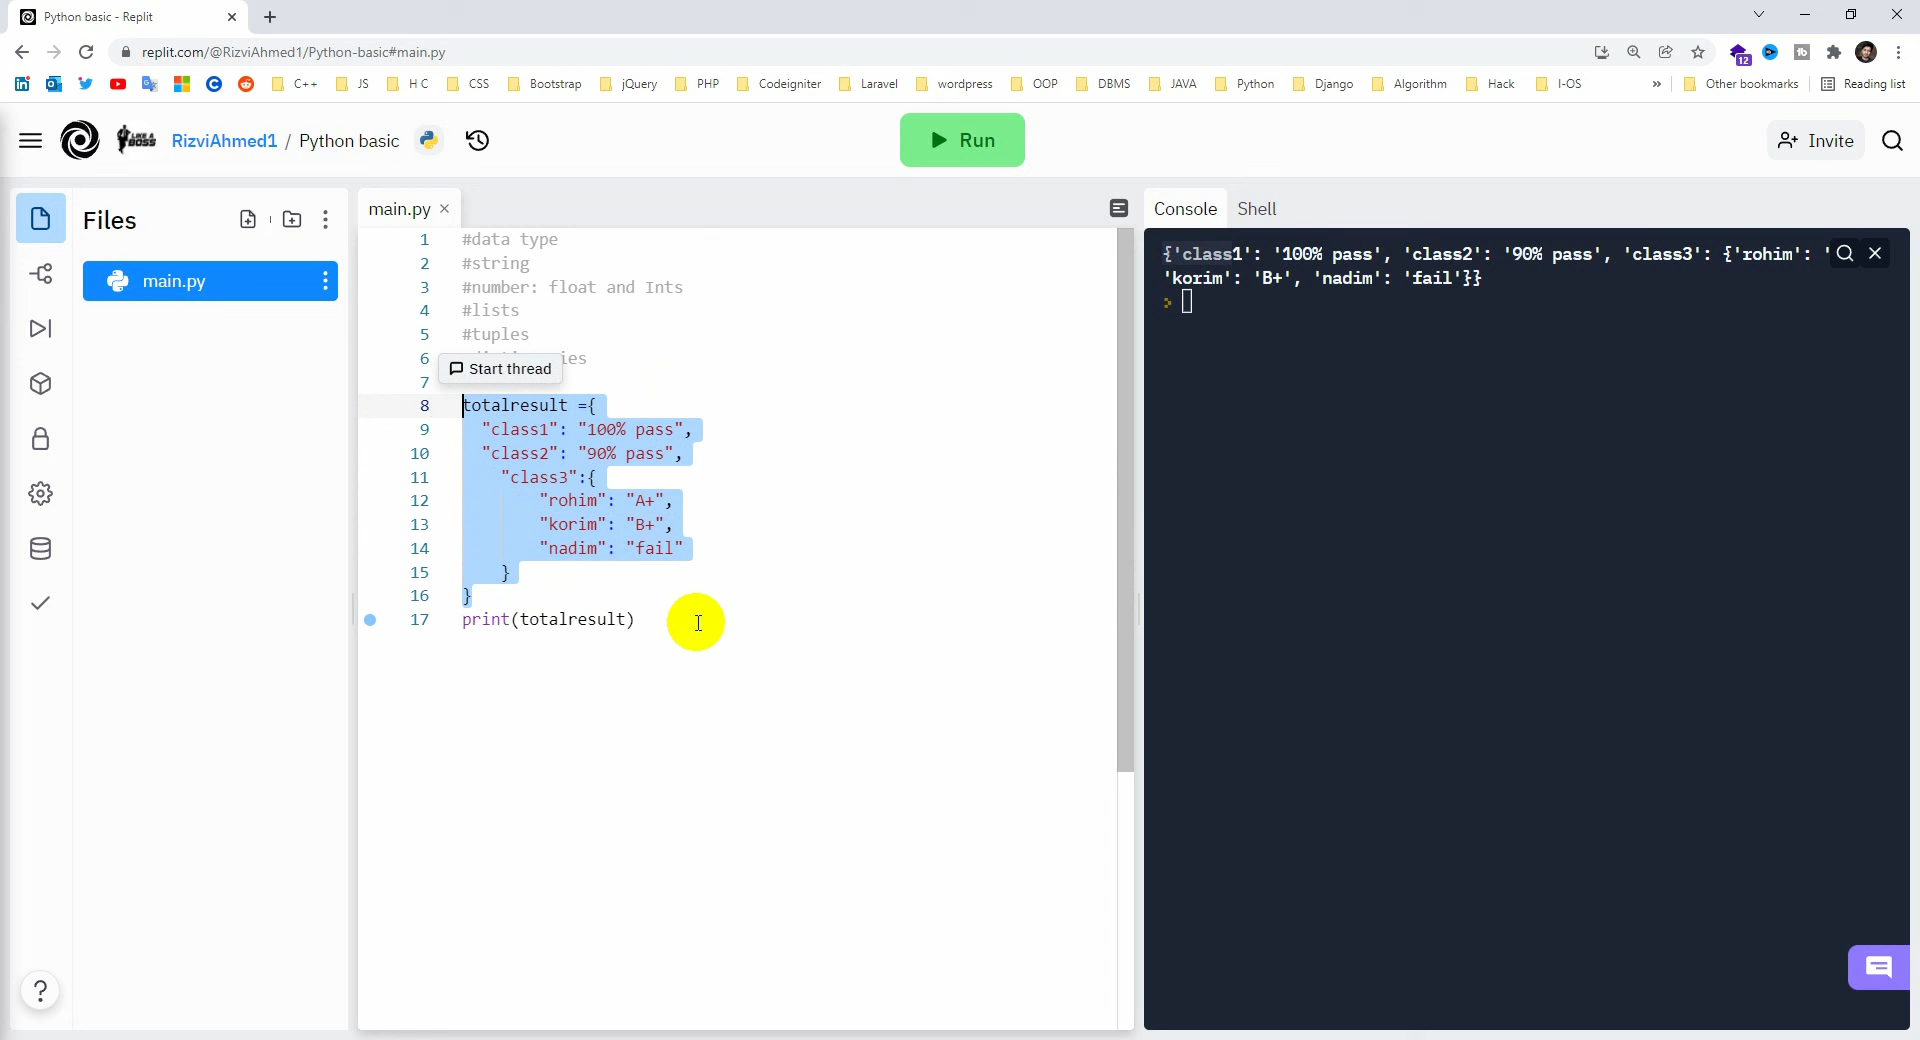 Python basic - Replit
replit.com/@RizviAhmed1/Python-basic#main.py
12
C++ JS H C CSS Bootstrap jQuery PHP Codeigniter Laravel wordpress OOP DBMS JAVA Python Django Algorithm Hack I-OS » Other bookmarks Reading list
LIKE A BOSS
RizviAhmed1 / Python basic
Run
Invite
Files
main.py
main.py
1 #data type
2 #string
3 #number: float and Ints
4 #lists
5 #tuples
6 ies
Start thread
7
8 totalresult ={
9 "class1": "100% pass",
10 "class2": "90% pass",
11 "class3":{
12 "rohim": "A+",
13 "korim": "B+",
14 "nadim": "fail"
15 }
16 }
17 print(totalresult)
Console Shell
{'class1': '100% pass', 'class2': '90% pass', 'class3': {'rohim': '
'korim': 'B+', 'nadim': 'fail'}}
>
?